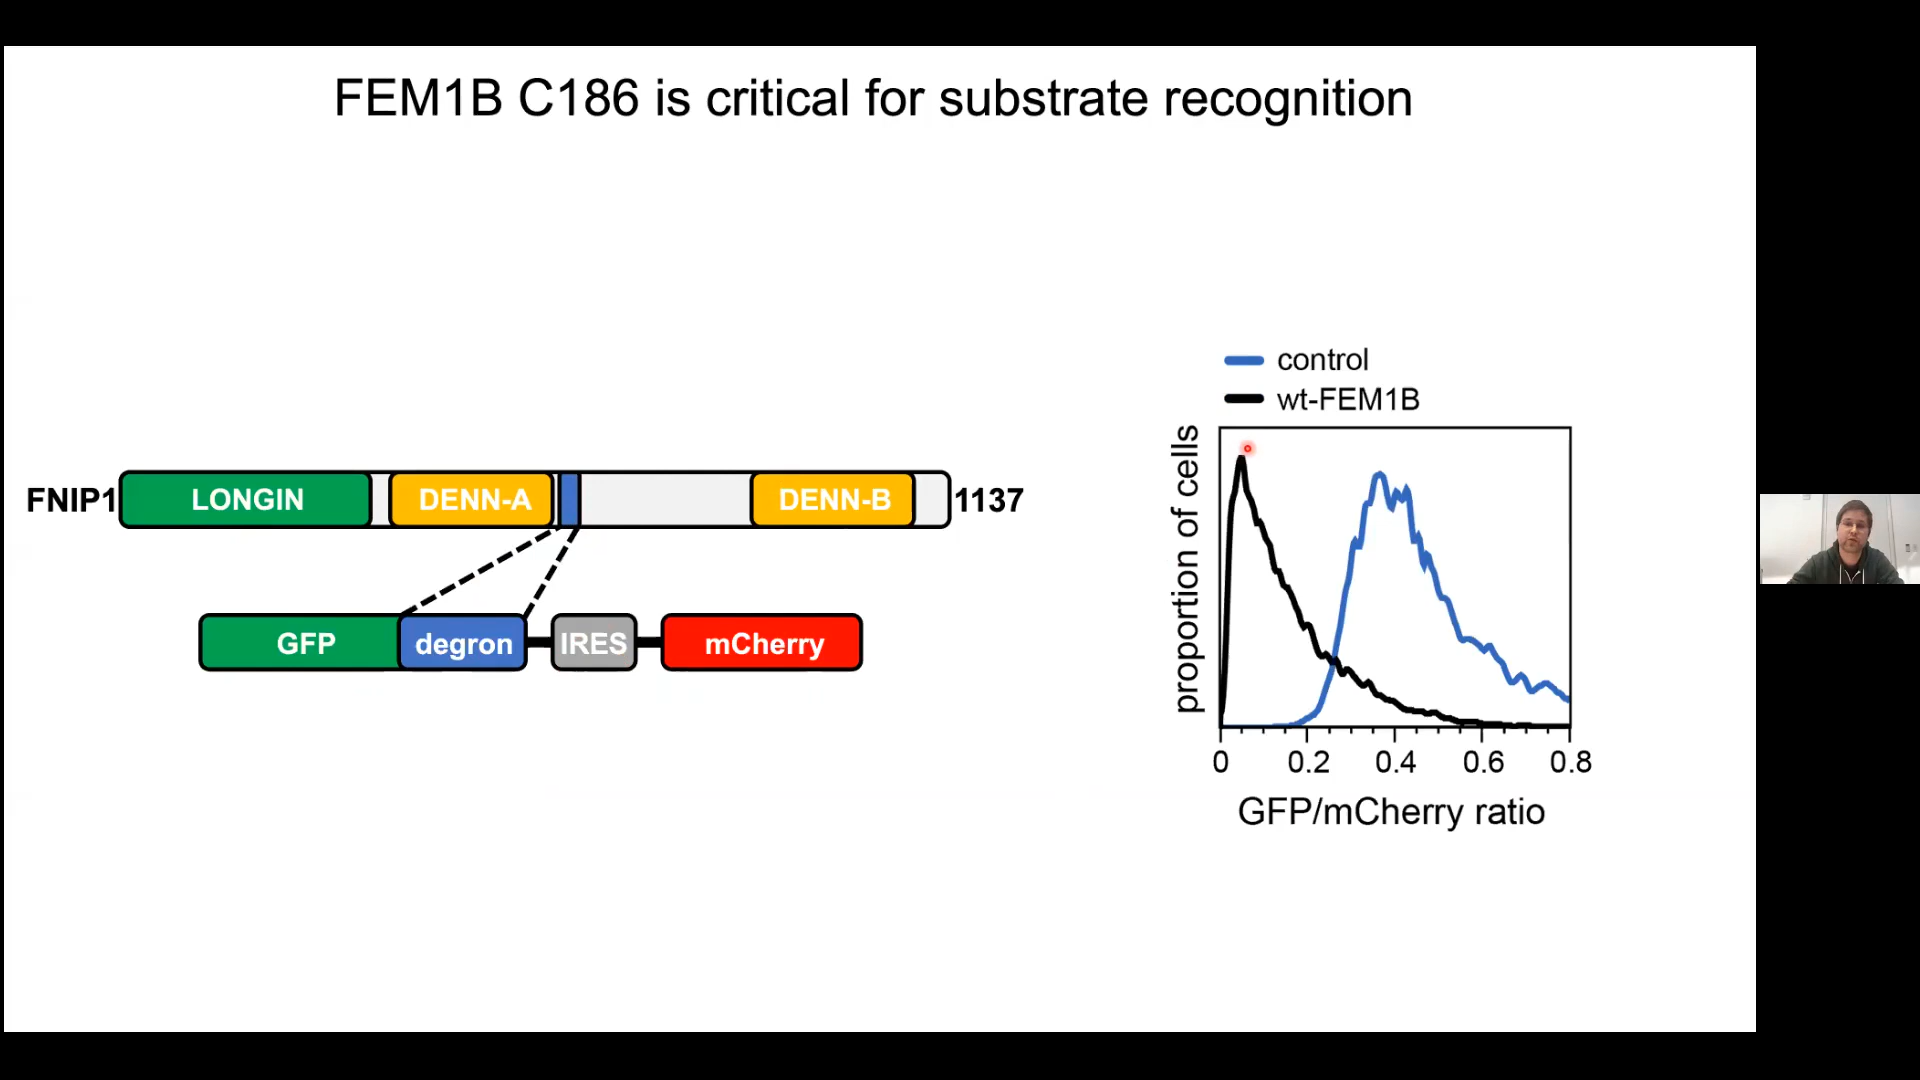 FEM1B C186 is critical for substrate recognition
FNIP1 LONGIN DENN-A DENN-B 1137
GFP degron IRES mCherry
control
wt-FEM1B
proportion of cells
0 0.2 0.4 0.6 0.8
GFP/mCherry ratio